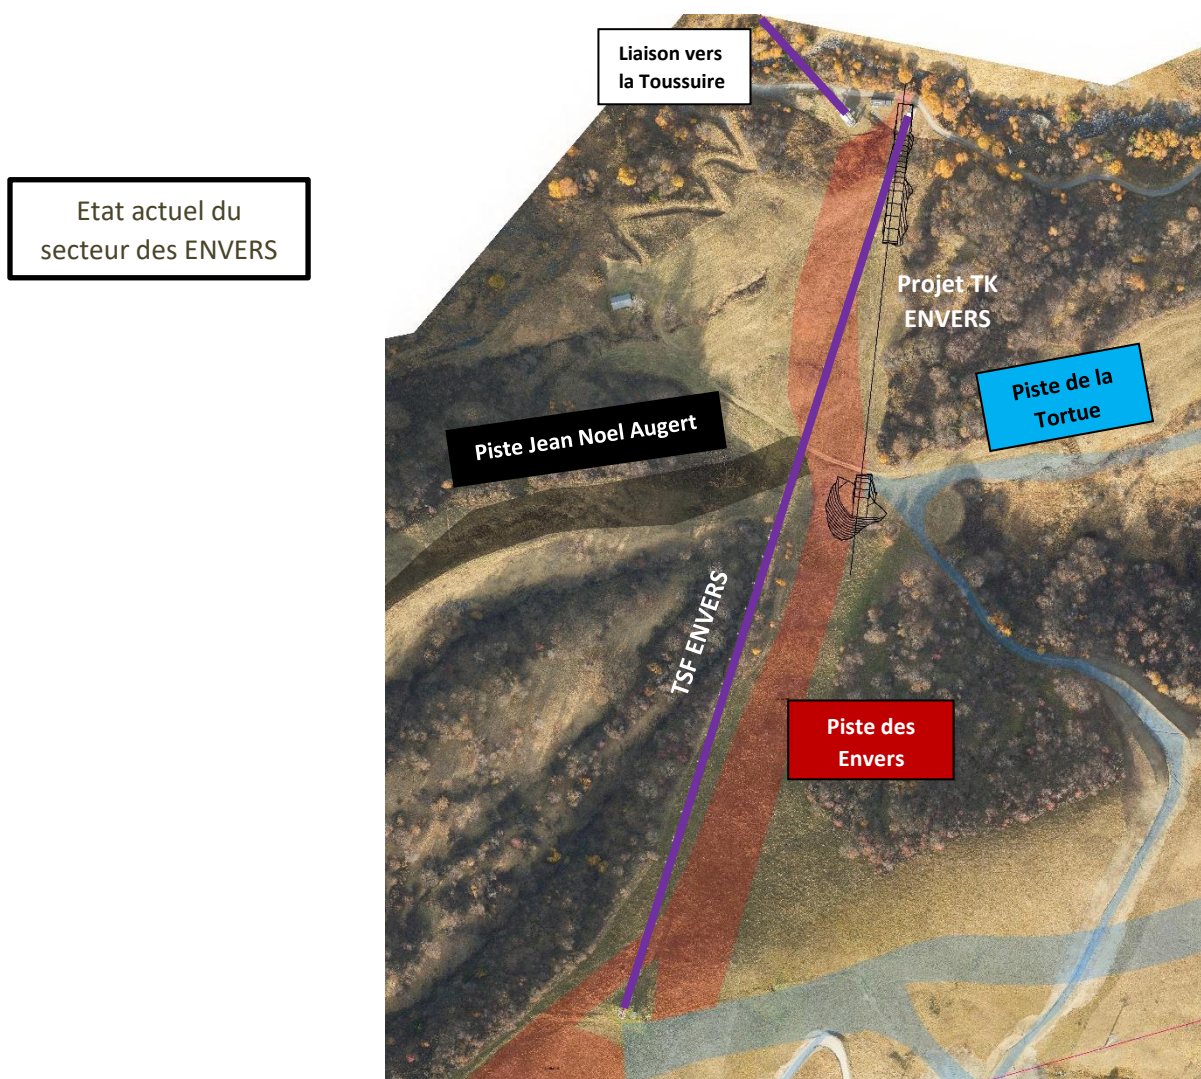 Liaison vers
la Toussuire
Etat actuel du
secteur des ENVERS
Projet TK
ENVERS
Piste de la
Tortue
Piste Jean Noel Augert
TSF ENVERS
Piste des
Envers